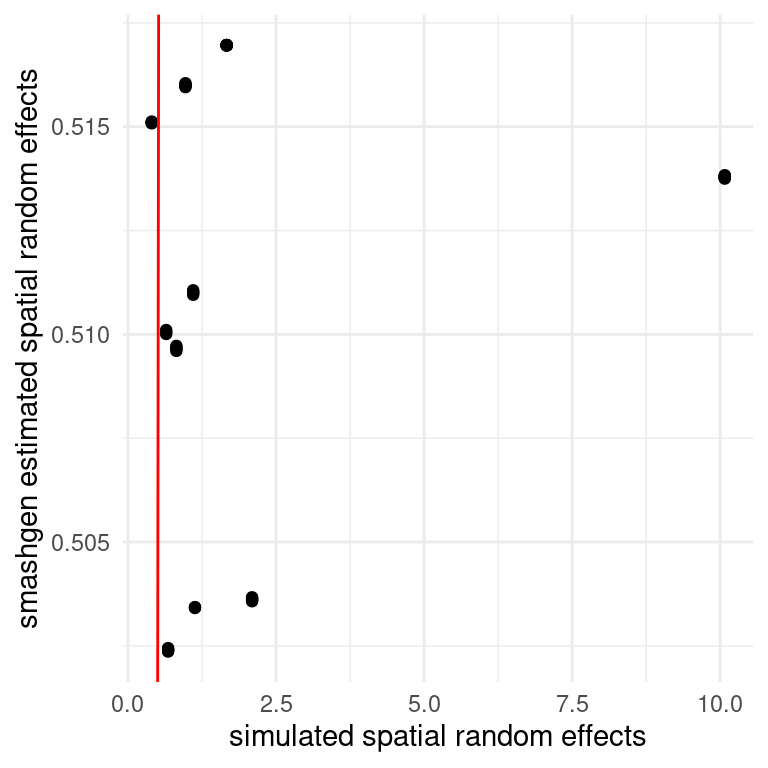 smashgen estimated spatial random effects
0.515
0.510
0.505
0.0 2.5 5.0 7.5 10.0
simulated spatial random effects